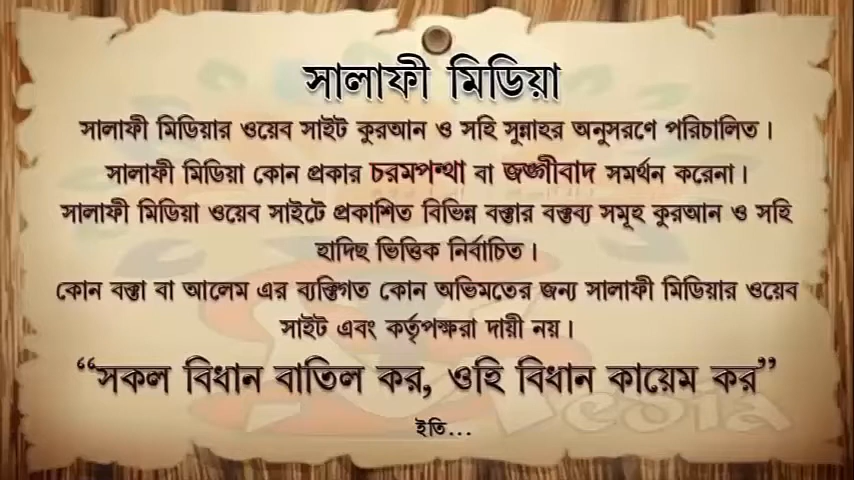 সালাফী মিডিয়া
সালাফী মিডিয়ার ওয়েব সাইট কুরআন ও সহি সুন্নাহর অনুসরণে পরিচালিত।
সালাফী মিডিয়া কোন প্রকার চরমপন্থা বা জঙ্গীবাদ সমর্থন করেনা।
সালাফী মিডিয়া ওয়েব সাইটে প্রকাশিত বিভিন্ন বক্তার বক্তব্য সমূহ কুরআন ও সহি
হাদিছ ভিত্তিক নির্বাচিত।
কোন বক্তা বা আলেম এর ব্যক্তিগত কোন অভিমতের জন্য সালাফী মিডিয়ার ওয়েব
সাইট এবং কর্তৃপক্ষরা দায়ী নয়।
“সকল বিধান বাতিল কর, ওহি বিধান কায়েম কর”
ইতি...